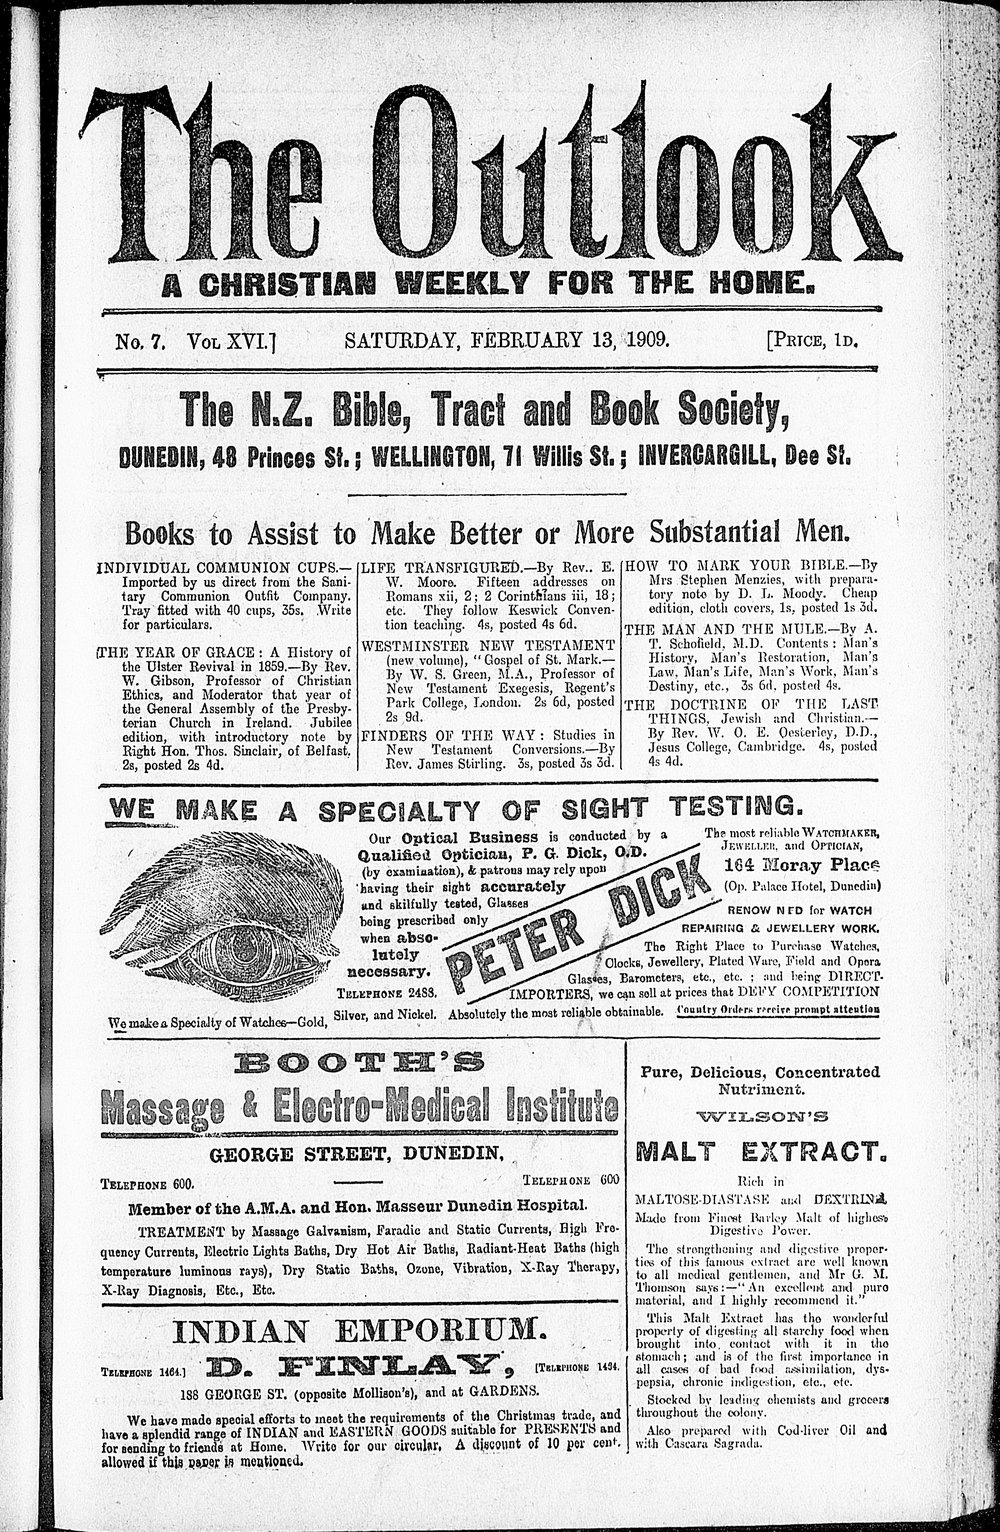 The Outlook
A CHRISTIAN WEEKLY FOR THE HOME.
No. 7. Vol XVI.]
SATURDAY, FEBRUARY 13, 1909.
[Price, 1d.
The N.Z. Bible, Tract and Book Society,
DUNEDIN, 48 Princes St.; WELLINGTON, 71 Willis St.; INVERCARGILL, Dee St.
Books to Assist to Make Better or More Substantial Men.
INDIVIDUAL COMMUNION CUPS.—
Imported by us direct from the Sani-
tary Communion Outfit Company.
Tray fitted with 40 cups, 35s. Write
for particulars.
THE YEAR OF GRACE: A History of
the Ulster Revival in 1859.—By Rev.
W. Gibson, Professor of Christian
Ethics, and Moderator that year of
the General Assembly of the Presby-
terian Church in Ireland. Jubilee
edition, with introductory note by
Right Hon. Thos. Sinclair, of Belfast.
2s, posted 2s 4d.
LIFE TRANSFIGURED.—By Rev.. E.
W. Moore. Fifteen addresses on
Romans xii, 2; 2 Corinthians iii, 18;
etc. They follow Keswick Conven-
tion teaching. 4s, posted 4s 6d.
WESTMINSTER NEW TESTAMENT
(new volume), "Gospel of St. Mark.—
By W. S. Green, M.A., Professor of
New Testament Exegesis, Regent's
Park College, London. 2s 6d, posted
2s 9d.
FINDERS OF THE WAY: Studies in
New Testament Conversions.—By
Rev. James Stirling. 3s, posted 3s 3d.
HOW TO MARK YOUR BIBLE.—By
Mrs Stephen Menzies, with prepara-
tory note by D. L. Moody. Cheap
edition, cloth covers, 1s, posted 1s 3d.
THE MAN AND THE MULE.—By A.
T. Schofield, M.D. Contents: Man's
History, Man's Restoration, Man's
Law, Man's Life, Man's Work, Man's
Destiny, etc., 3s 6d, posted 4s.
THE DOCTRINE OF THE LAST
THINGS, Jewish and Christian.—
By Rev. W. O. E. Oesterley, D.D.,
Jesus College, Cambridge. 4s, posted
4s 4d.
WE MAKE A SPECIALTY OF SIGHT TESTING.
Our Optical Business is conducted by a
Qualified Optician, P. G. Dick, O.D.
(by examination), & patrons may rely upon
having their sight accurately
and skilfully tested, Glasses
being prescribed only
when abso-
lutely
necessary.
Telephone 2488.
PETER DICK
The most reliable Watchmaker,
Jeweller, and Optician,
164 Moray Place
(Op. Palace Hotel, Dunedin)
RENOWNED for WATCH
REPAIRING & JEWELLERY WORK.
The Right Place to Purchase Watches,
Clocks, Jewellery, Plated Ware, Field and Opera
Glasses, Barometers, etc., etc.; and being DIRECT-
IMPORTERS, we can sell at prices that DEFY COMPETITION
We make a Specialty of Watches—Gold, Silver, and Nickel. Absolutely the most reliable obtainable. Country Orders receive prompt attention
BOOTH'S
Massage & Electro-Medical Institute
GEORGE STREET, DUNEDIN.
Telephone 600.
Telephone 600
Member of the A.M.A. and Hon. Masseur Dunedin Hospital.
TREATMENT by Massage Galvanism, Faradic and Static Currents, High Fre-
quency Currents, Electric Lights Baths, Dry Hot Air Baths, Radiant-Heat Baths (high
temperature luminous rays), Dry Static Baths, Ozone, Vibration, X-Ray Therapy,
X-Ray Diagnosis, Etc., Etc.
INDIAN EMPORIUM.
Telephone 1464.]
D. FINLAY,
[Telephone 1494.
188 GEORGE ST. (opposite Mollison's), and at GARDENS.
We have made special efforts to meet the requirements of the Christmas trade, and
have a splendid range of INDIAN and EASTERN GOODS suitable for PRESENTS and
for sending to friends at Home. Write for our circular. A discount of 10 per cent.
allowed if this paper is mentioned.
Pure, Delicious, Concentrated
Nutriment.
WILSON'S
MALT EXTRACT.
Rich in
MALTOSE-DIASTASE and DEXTRINE.
Made from Finest Barley Malt of highest
Digestive Power.
The strengthening and digestive proper-
ties of this famous extract are well known
to all medical gentlemen, and Mr G. M.
Thomson says:—"An excellent and pure
material, and I highly recommend it."
This Malt Extract has the wonderful
property of digesting all starchy food when
brought into contact with it in the
stomach; and is of the first importance in
all cases of bad food assimilation, dys-
pepsia, chronic indigestion, etc., etc.
Stocked by leading chemists and grocers
throughout the colony.
Also prepared with Cod-liver Oil and
with Cascara Sagrada.